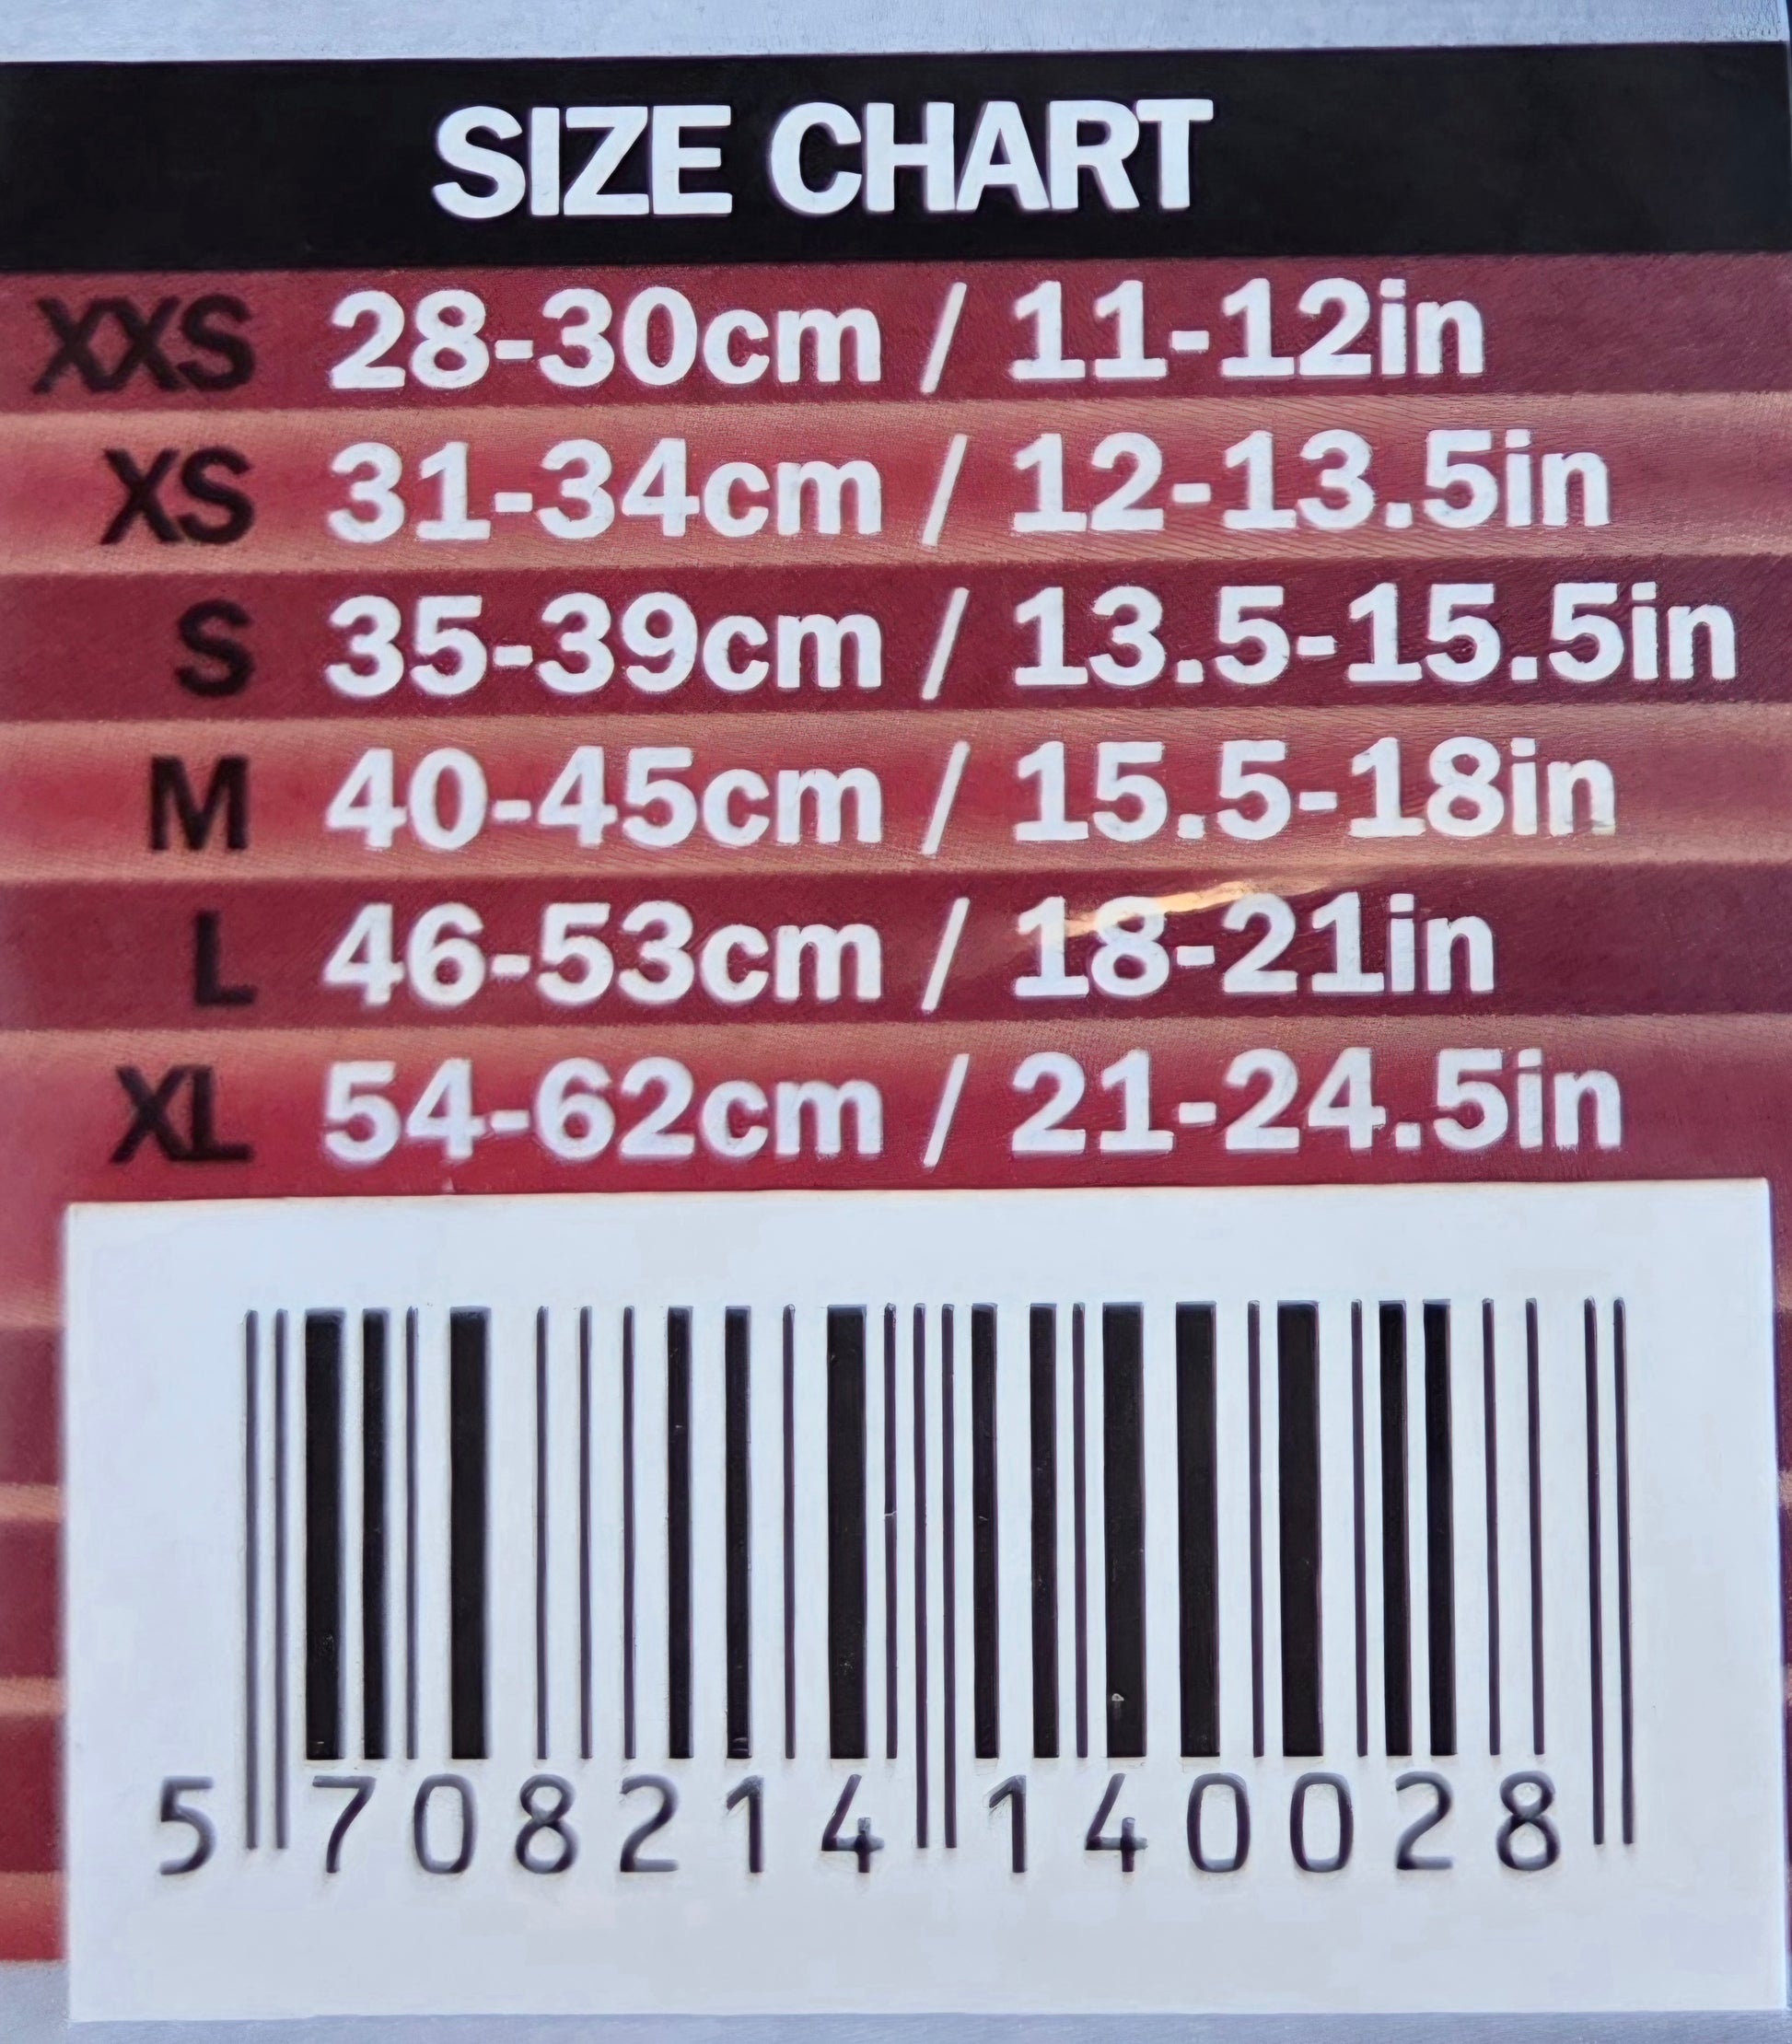 SIZE CHART
XXS 28-30cm / 11-12in
XS 31-34cm / 12-13.5in
S 35-39cm / 13.5-15.5in
M 40-45cm / 15.5-18in
L 46-53cm / 18-21in
XL 54-62cm / 21-24.5in
5 708214 140028